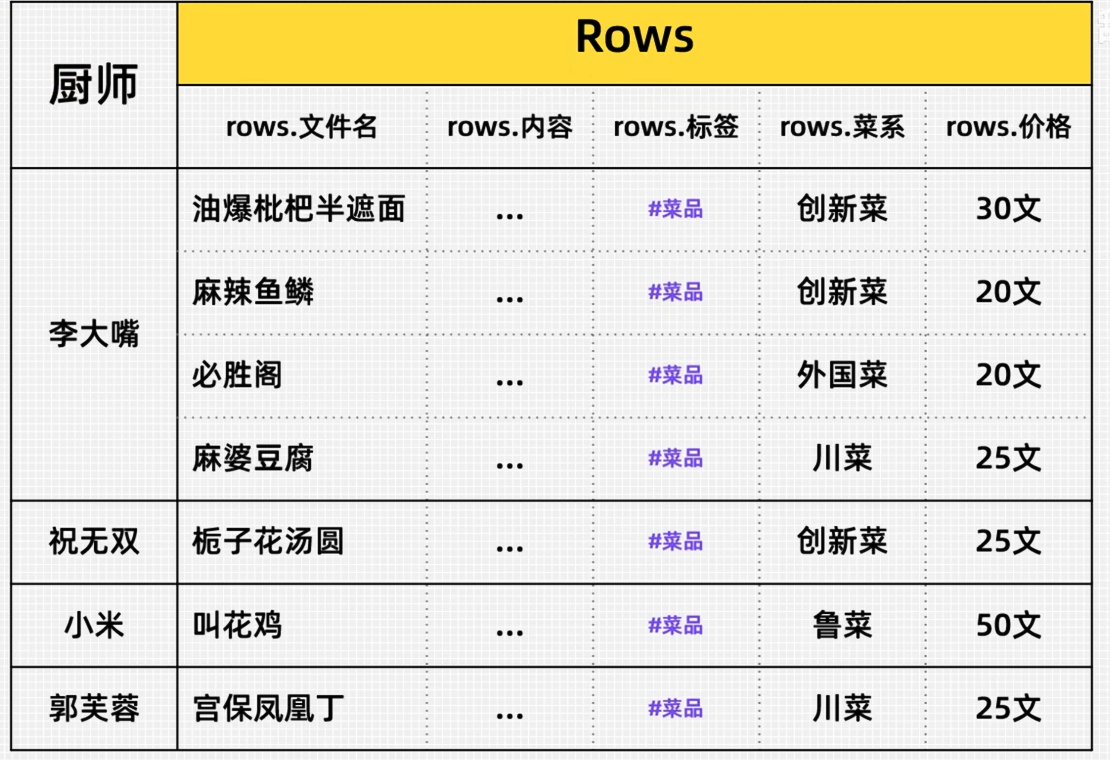 厨师
Rows
rows.文件名 rows.内容 rows.标签 rows.菜系 rows.价格
李大嘴
油爆枇杷半遮面 ... #菜品 创新菜 30文
麻辣鱼鳞 ... #菜品 创新菜 20文
必胜阁 ... #菜品 外国菜 20文
麻婆豆腐 ... #菜品 川菜 25文
祝无双 栀子花汤圆 ... #菜品 创新菜 25文
小米 叫花鸡 ... #菜品 鲁菜 50文
郭芙蓉 宫保凤凰丁 ... #菜品 川菜 25文